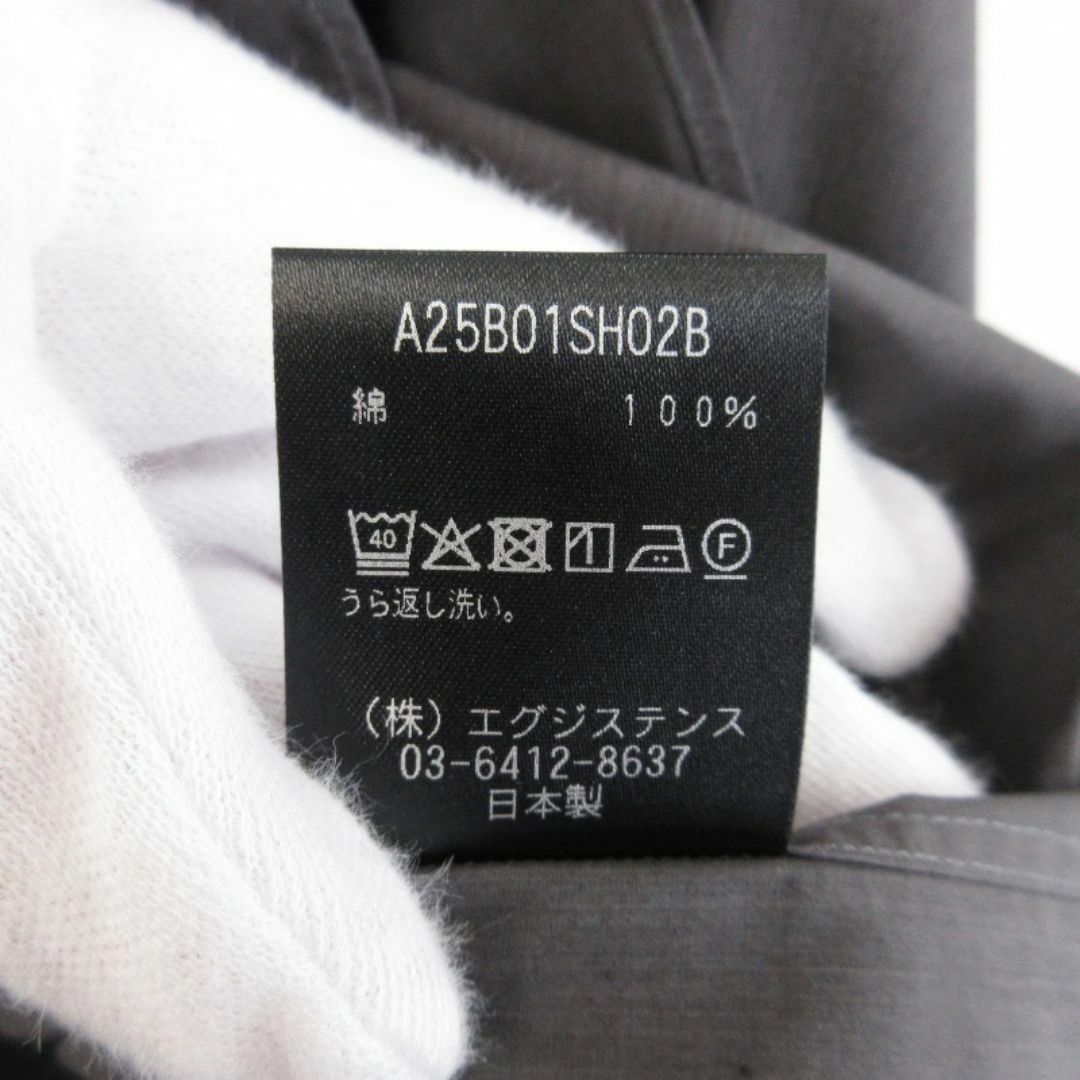 A25B01SH02B
綿 100%
40 F
うら返し洗い。
(株)エグジステンス
03-6412-8637
日本製